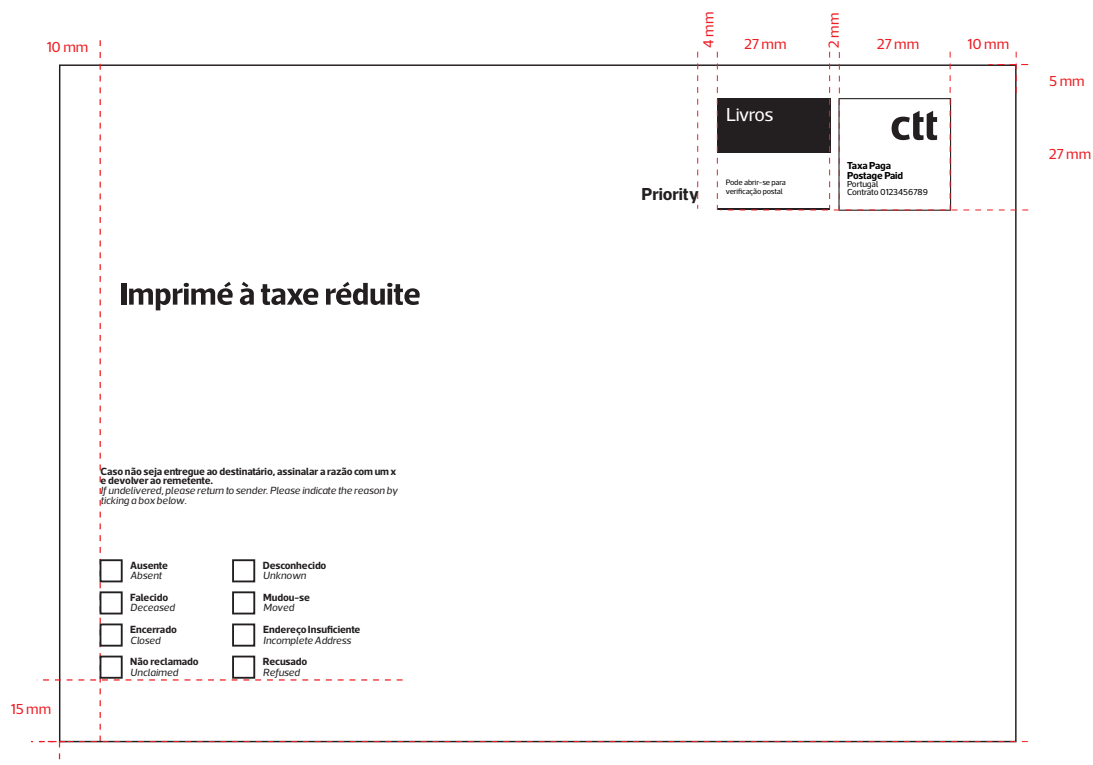 10 mm
4 mm
27 mm
2 mm
27 mm
10 mm
5 mm
27 mm
Livros
ctt
Taxa Paga
Postage Paid
Portugal
Contrato 0123456789
Pode abrir-se para
verificação postal
Priority
Imprimé à taxe réduite
Caso não seja entregue ao destinatário, assinalar a razão com um x
e devolver ao remetente.
If undelivered, please return to sender. Please indicate the reason by
ticking a box below.
Ausente
Absent
Desconhecido
Unknown
Falecido
Deceased
Mudou-se
Moved
Encerrado
Closed
Endereço Insuficiente
Incomplete Address
Não reclamado
Unclaimed
Recusado
Refused
15 mm